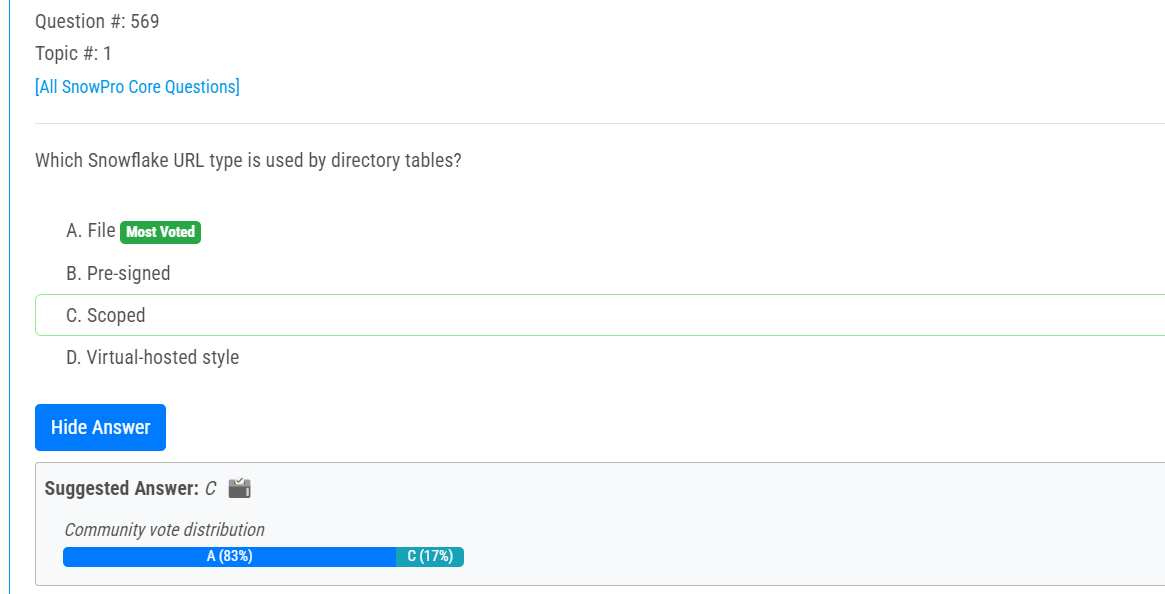 Question #: 569
Topic #: 1
[All SnowPro Core Questions]
Which Snowflake URL type is used by directory tables?
A. File Most Voted
B. Pre-signed
C. Scoped
D. Virtual-hosted style
Hide Answer
Suggested Answer: C
Community vote distribution
A (83%) C (17%)